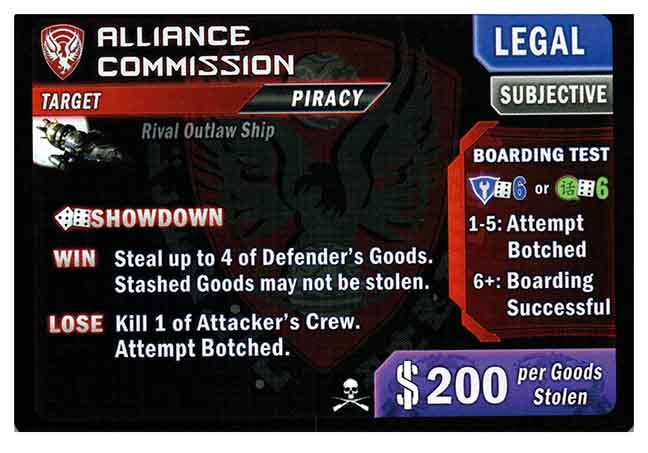 ALLIANCE
COMMISSION
LEGAL
TARGET
PIRACY
SUBJECTIVE
Rival Outlaw Ship
BOARDING TEST
6 or 话 6
1-5: Attempt
Botched
6+: Boarding
Successful
SHOWDOWN
WIN Steal up to 4 of Defender's Goods.
Stashed Goods may not be stolen.
LOSE Kill 1 of Attacker's Crew.
Attempt Botched.
$200 per Goods
Stolen